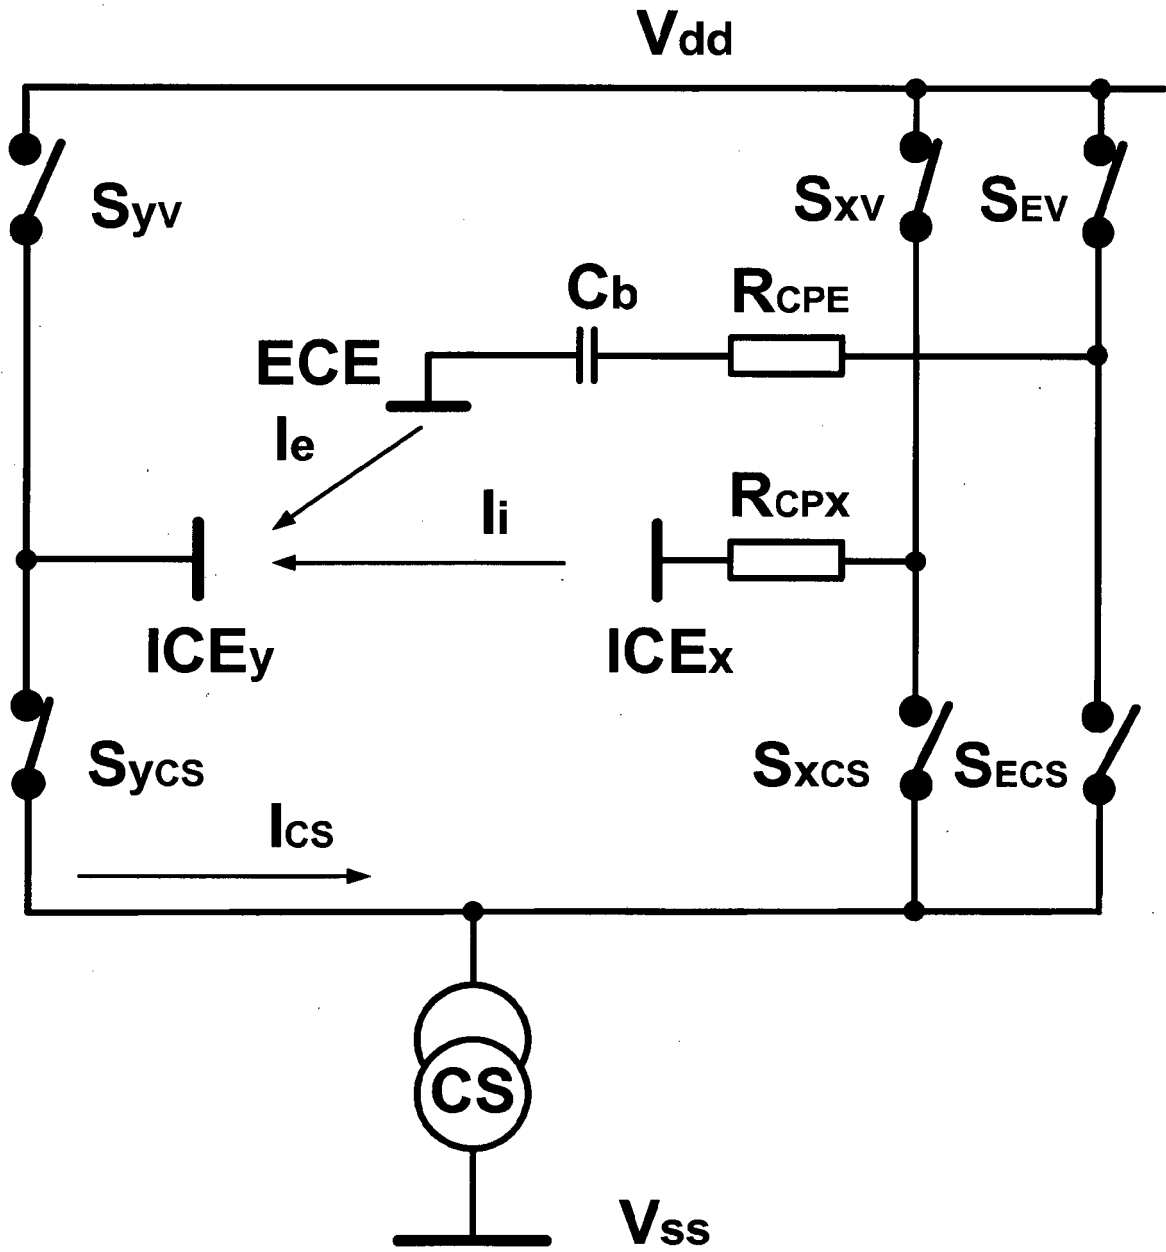 Vdd
SyV
SxV
SEV
Cb
RCPE
ECE
Ie
Ii
RCPx
ICEy
ICEx
SyCS
SxCS
SECS
ICS
CS
Vss